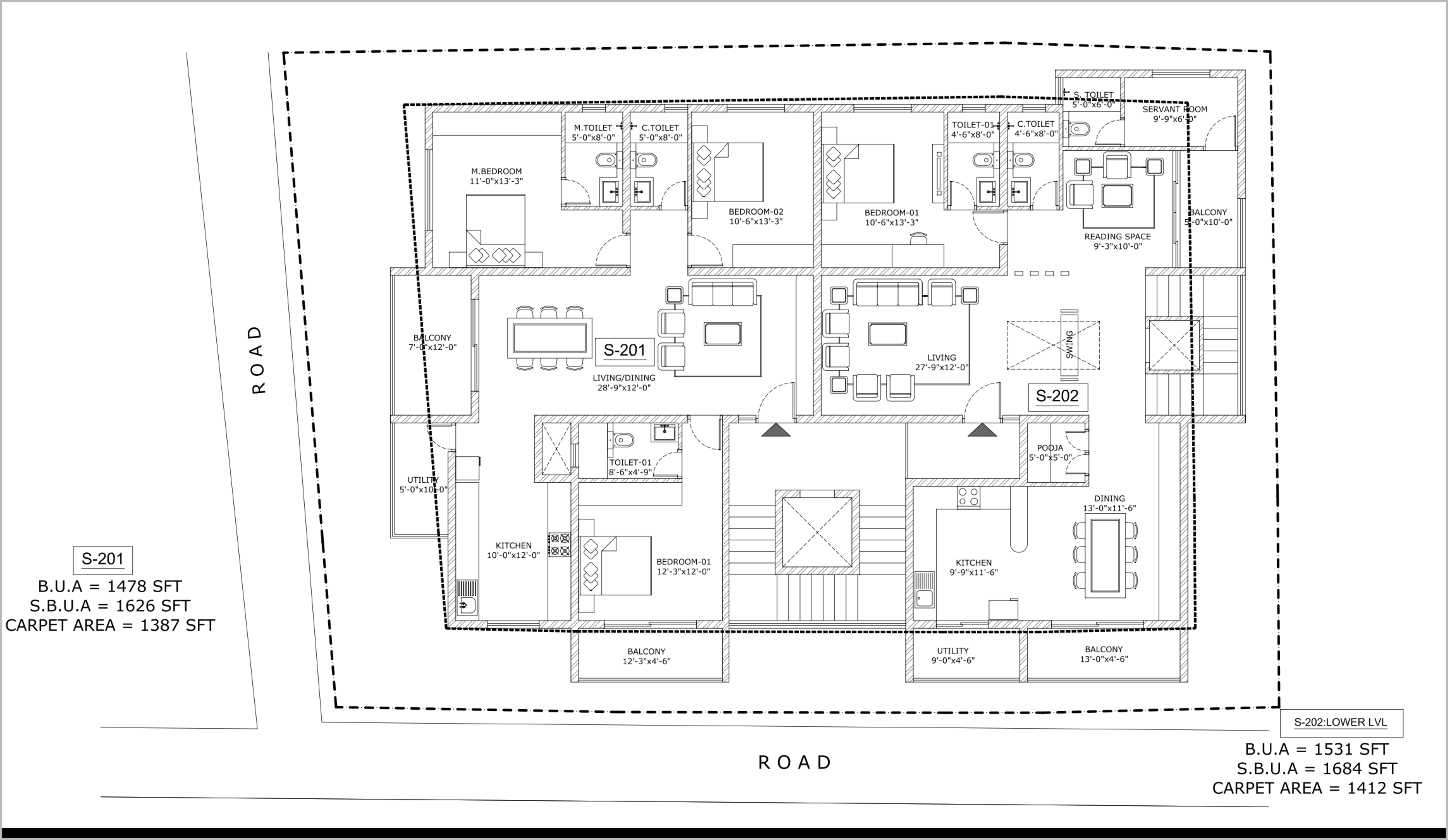 S. TOILET
5'-0"x6'-0"
SERVANT ROOM
9'-9"x6'-0"
M.TOILET
5'-0"x8'-0"
C.TOILET
5'-0"x8'-0"
TOILET-01
4'-6"x8'-0"
C.TOILET
4'-6"x8'-0"
M.BEDROOM
11'-0"x13'-3"
BEDROOM-02
10'-6"x13'-3"
BEDROOM-01
10'-6"x13'-3"
BALCONY
-0"x10'-0"
READING SPACE
9'-3"x10'-0"
ROAD
BALCONY
7'-0"x12'-0"
S-201
LIVING/DINING
28'-9"x12'-0"
LIVING
27'-9"x12'-0"
SWING
S-202
UTILITY
5'-0"x10'-0"
TOILET-01
8'-6"x4'-9"
POOJA
5'-0"x5'-0"
DINING
13'-0"x11'-6"
KITCHEN
10'-0"x12'-0"
BEDROOM-01
12'-3"x12'-0"
KITCHEN
9'-9"x11'-6"
S-201
B.U.A = 1478 SFT
S.B.U.A = 1626 SFT
CARPET AREA = 1387 SFT
BALCONY
12'-3"x4'-6"
UTILITY
9'-0"x4'-6"
BALCONY
13'-0"x4'-6"
ROAD
S-202:LOWER LVL
B.U.A = 1531 SFT
S.B.U.A = 1684 SFT
CARPET AREA = 1412 SFT